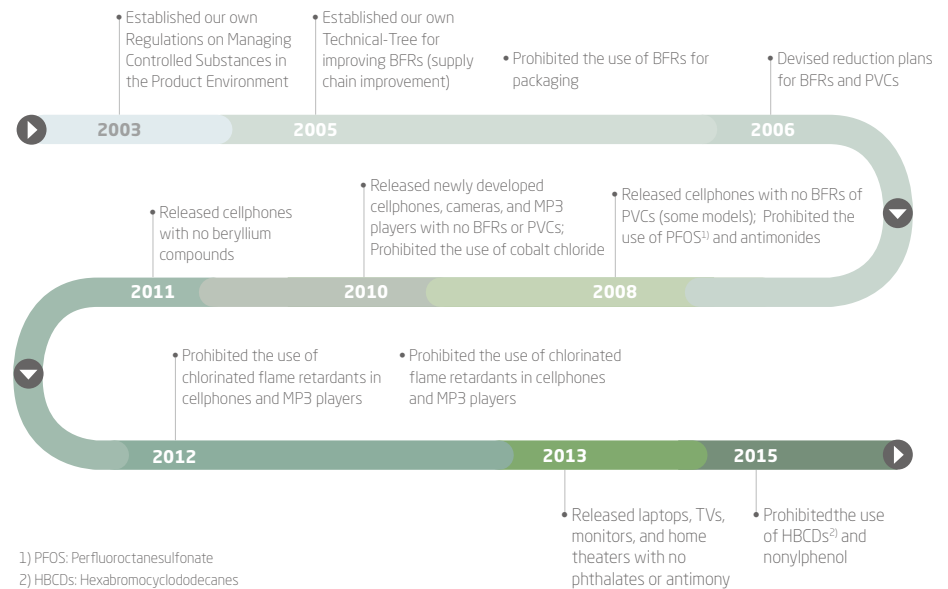 Established our own
Regulations on Managing
Controlled Substances in
the Product Environment
Established our own
Technical-Tree for
improving BFRs (supply
chain improvement)
Prohibited the use of BFRs for
packaging
Devised reduction plans
for BFRs and PVCs
2003
2005
2006
Released cellphones with no BFRs of
PVCs (some models); Prohibited the
use of PFOS1) and antimonides
Released newly developed
cellphones, cameras, and MP3
players with no BFRs or PVCs;
Prohibited the use of cobalt chloride
Released cellphones
with no beryllium
compounds
2011
2010
2008
Prohibited the use of
chlorinated flame retardants in
cellphones and MP3 players
Prohibited the use of chlorinated
flame retardants in cellphones
and MP3 players
2012
2013
2015
Released laptops, TVs,
monitors, and home
theaters with no
phthalates or antimony
Prohibitedthe use
of HBCDs2) and
nonylphenol
1) PFOS: Perfluoroctanesulfonate
2) HBCDs: Hexabromocyclododecanes